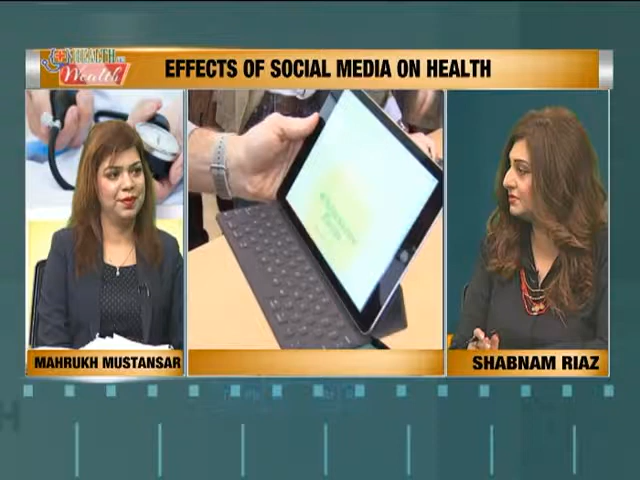 HEALTH
Wealth
EFFECTS OF SOCIAL MEDIA ON HEALTH
MAHRUKH MUSTANSAR
SHABNAM RIAZ